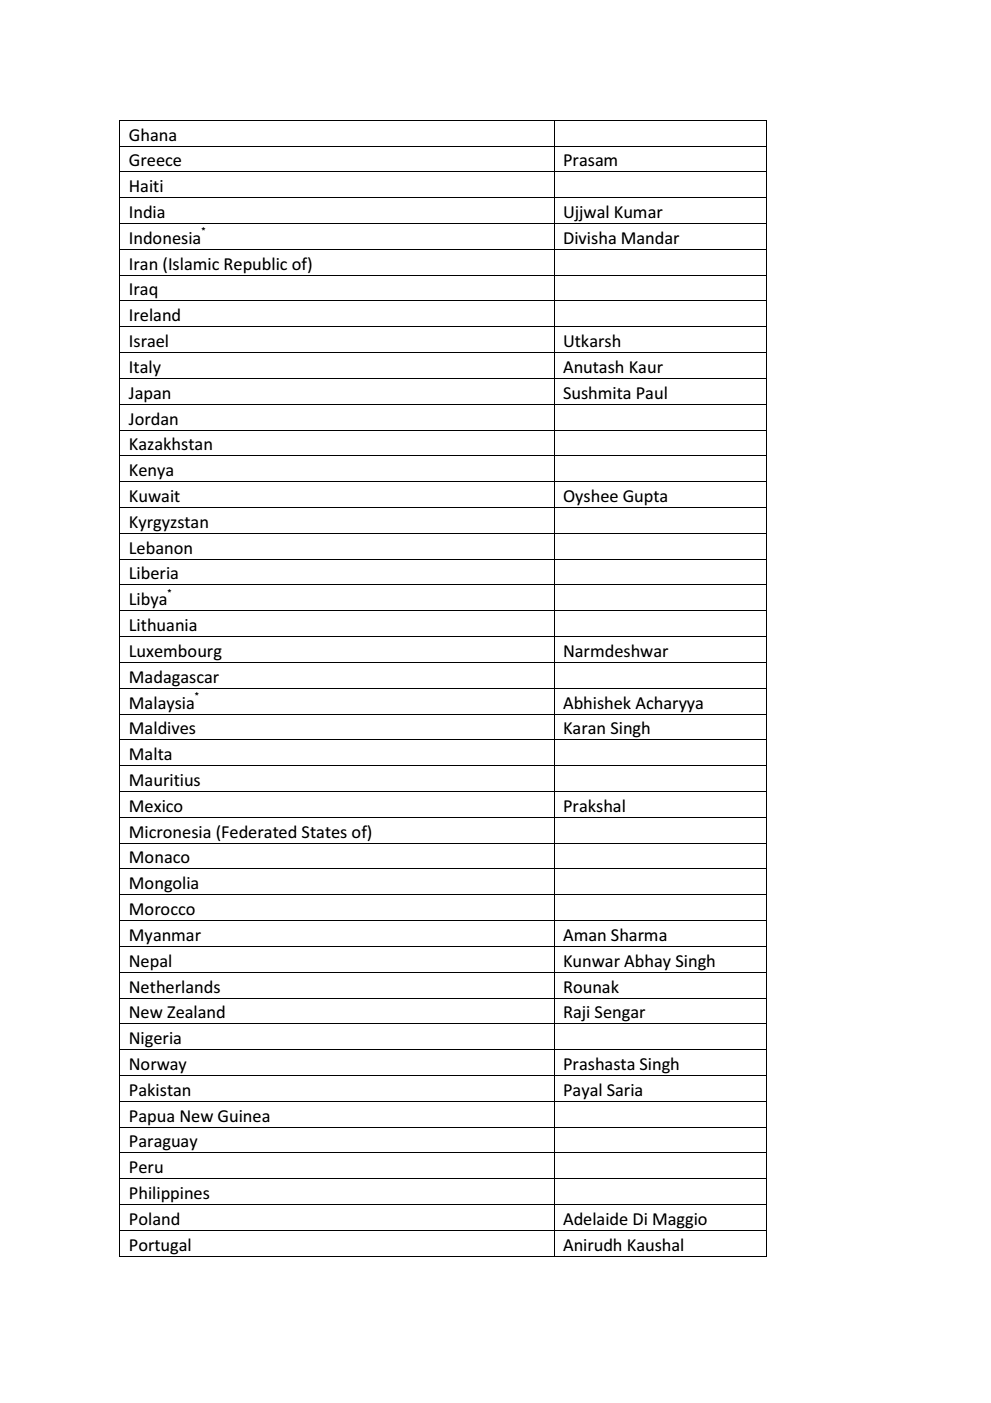 Ghana
Greece Prasam
Haiti
India Ujjwal Kumar
Indonesia* Divisha Mandar
Iran (Islamic Republic of)
Iraq
Ireland
Israel Utkarsh
Italy Anutash Kaur
Japan Sushmita Paul
Jordan
Kazakhstan
Kenya
Kuwait Oyshee Gupta
Kyrgyzstan
Lebanon
Liberia
Libya*
Lithuania
Luxembourg Narmdeshwar
Madagascar
Malaysia* Abhishek Acharyya
Maldives Karan Singh
Malta
Mauritius
Mexico Prakshal
Micronesia (Federated States of)
Monaco
Mongolia
Morocco
Myanmar Aman Sharma
Nepal Kunwar Abhay Singh
Netherlands Rounak
New Zealand Raji Sengar
Nigeria
Norway Prashasta Singh
Pakistan Payal Saria
Papua New Guinea
Paraguay
Peru
Philippines
Poland Adelaide Di Maggio
Portugal Anirudh Kaushal